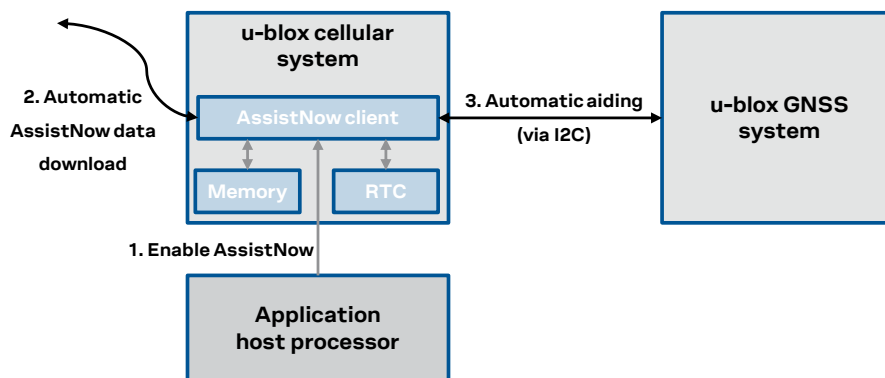 u-blox cellular
system
2. Automatic
AssistNow data
download
AssistNow client
Memory
RTC
3. Automatic aiding
(via I2C)
u-blox GNSS
system
1. Enable AssistNow
Application
host processor